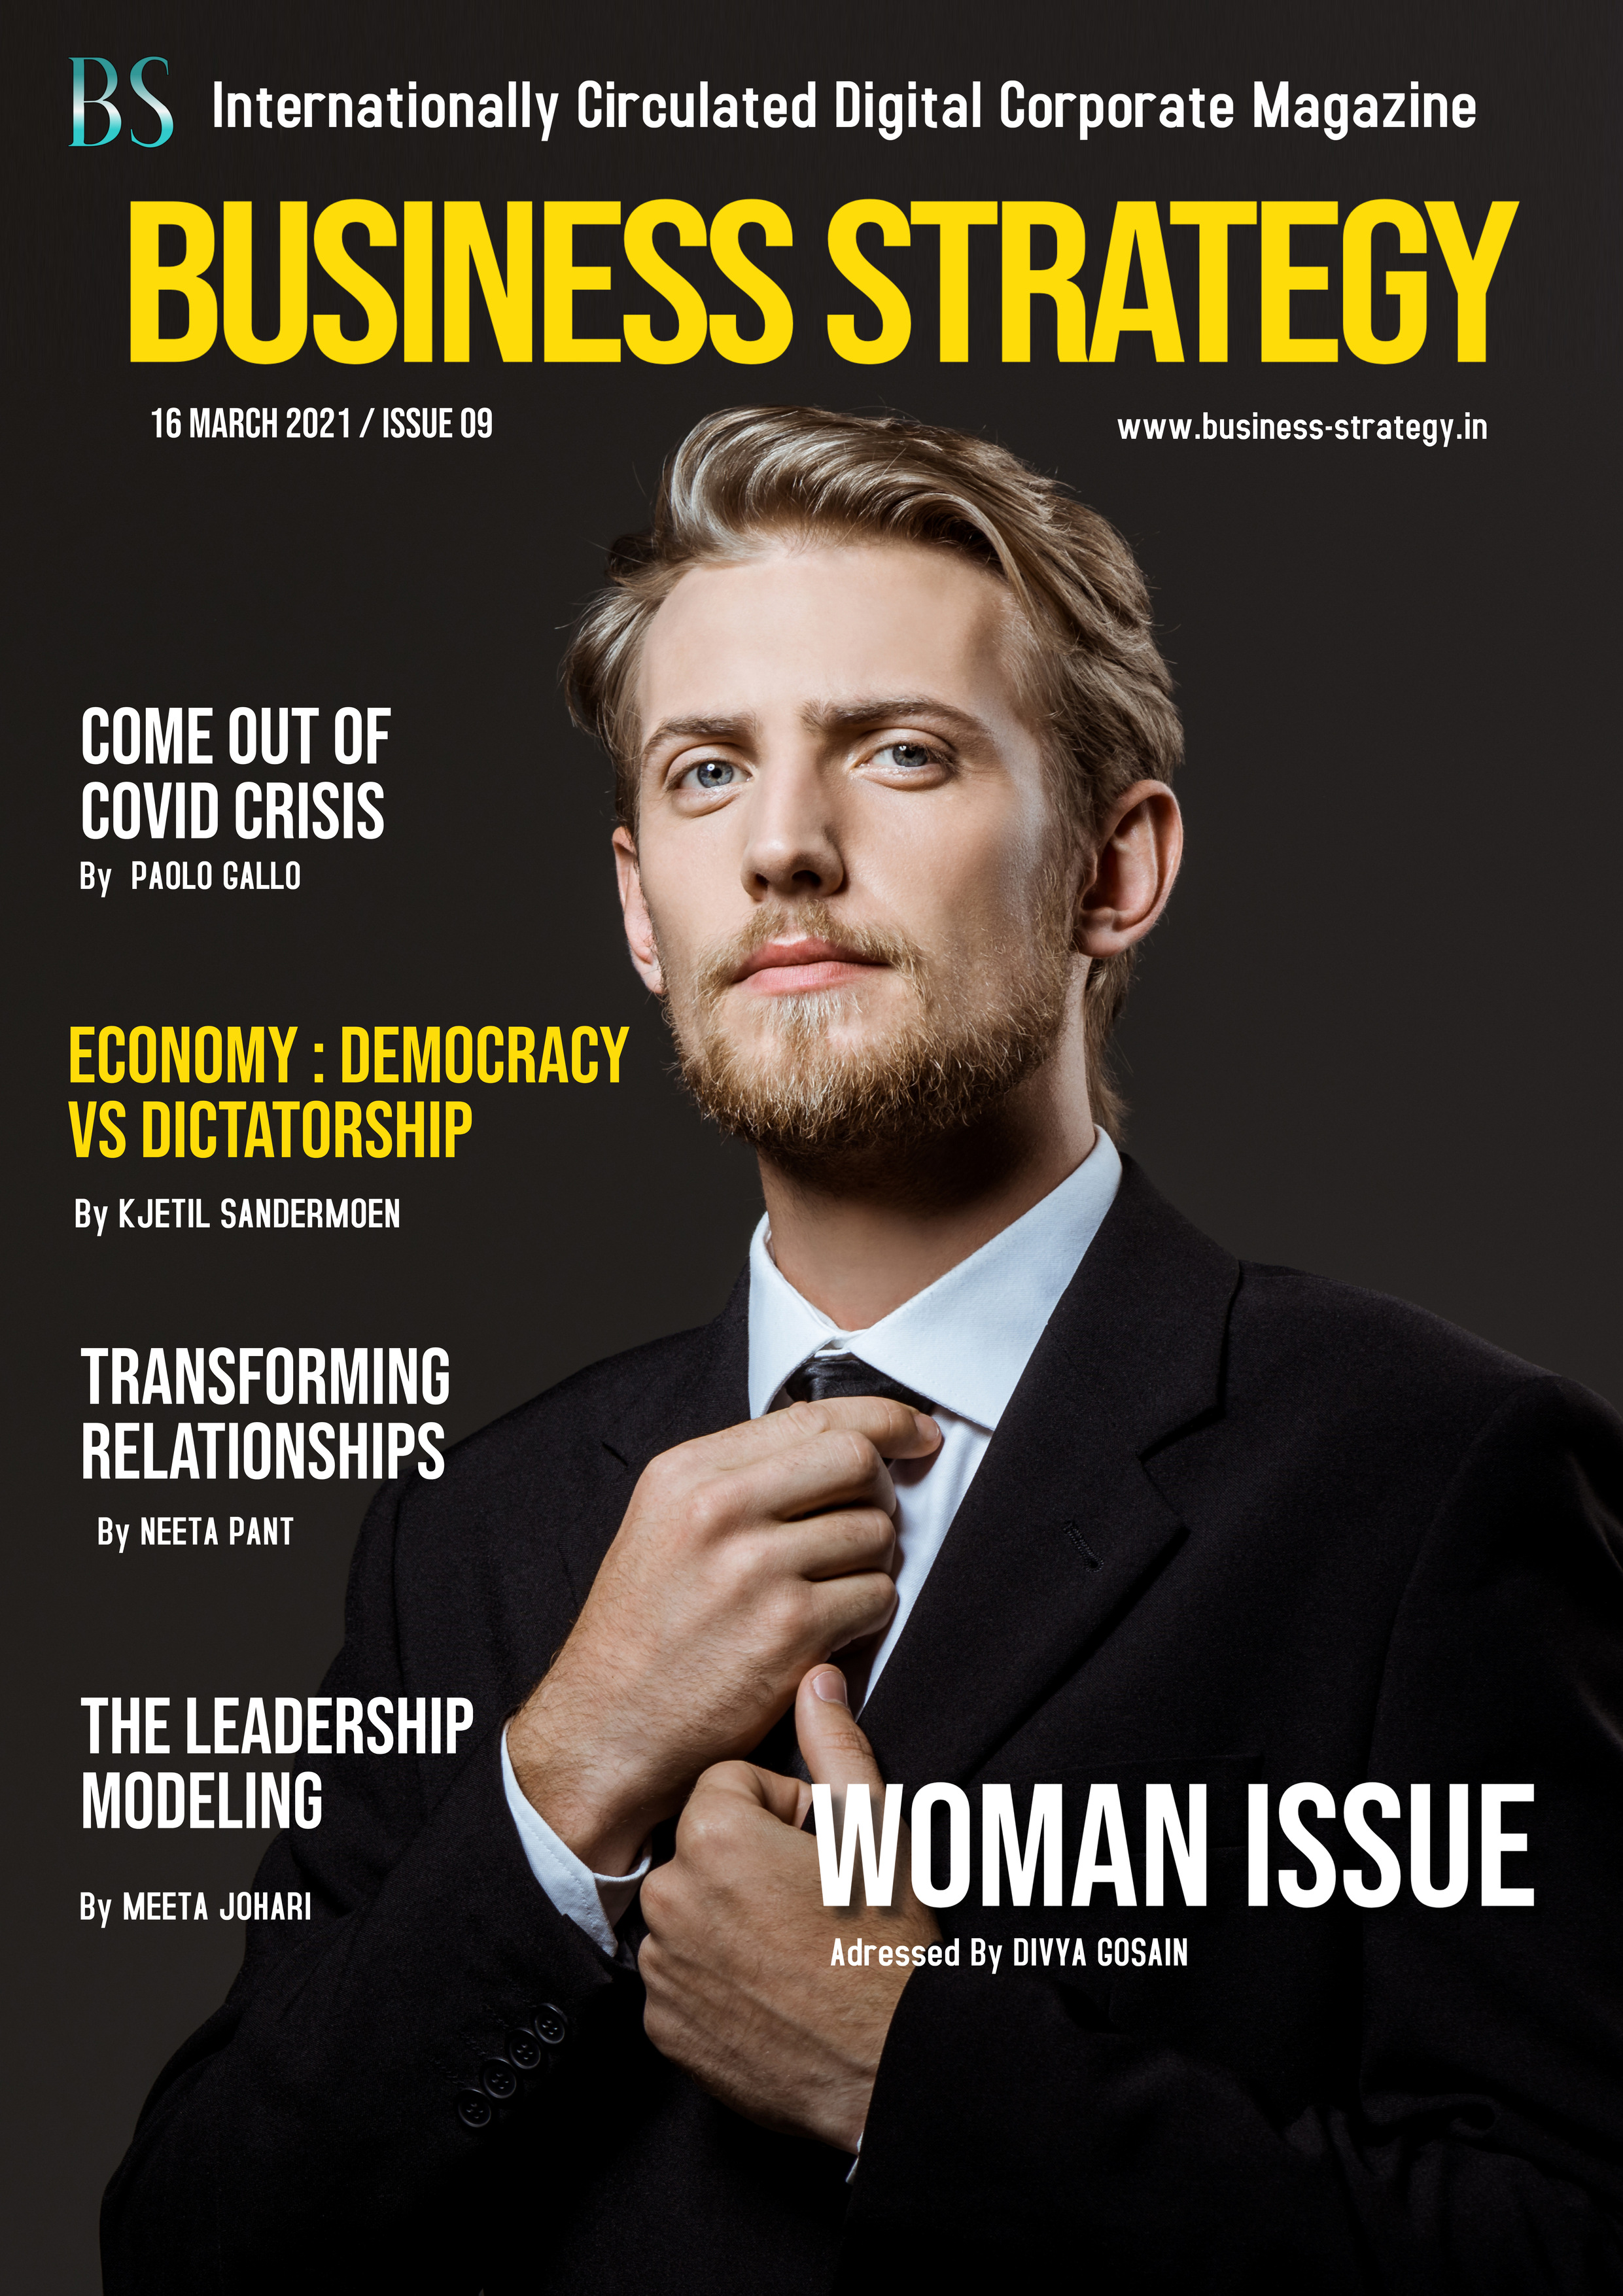 BS Internationally Circulated Digital Corporate Magazine
BUSINESS STRATEGY
16 MARCH 2021 / ISSUE 09
www.business-strategy.in
COME OUT OF
COVID CRISIS
By PAOLO GALLO
ECONOMY : DEMOCRACY
VS DICTATORSHIP
By KJETIL SANDERMOEN
TRANSFORMING
RELATIONSHIPS
By NEETA PANT
THE LEADERSHIP
MODELING
By MEETA JOHARI
WOMAN ISSUE
Adressed By DIVYA GOSAIN